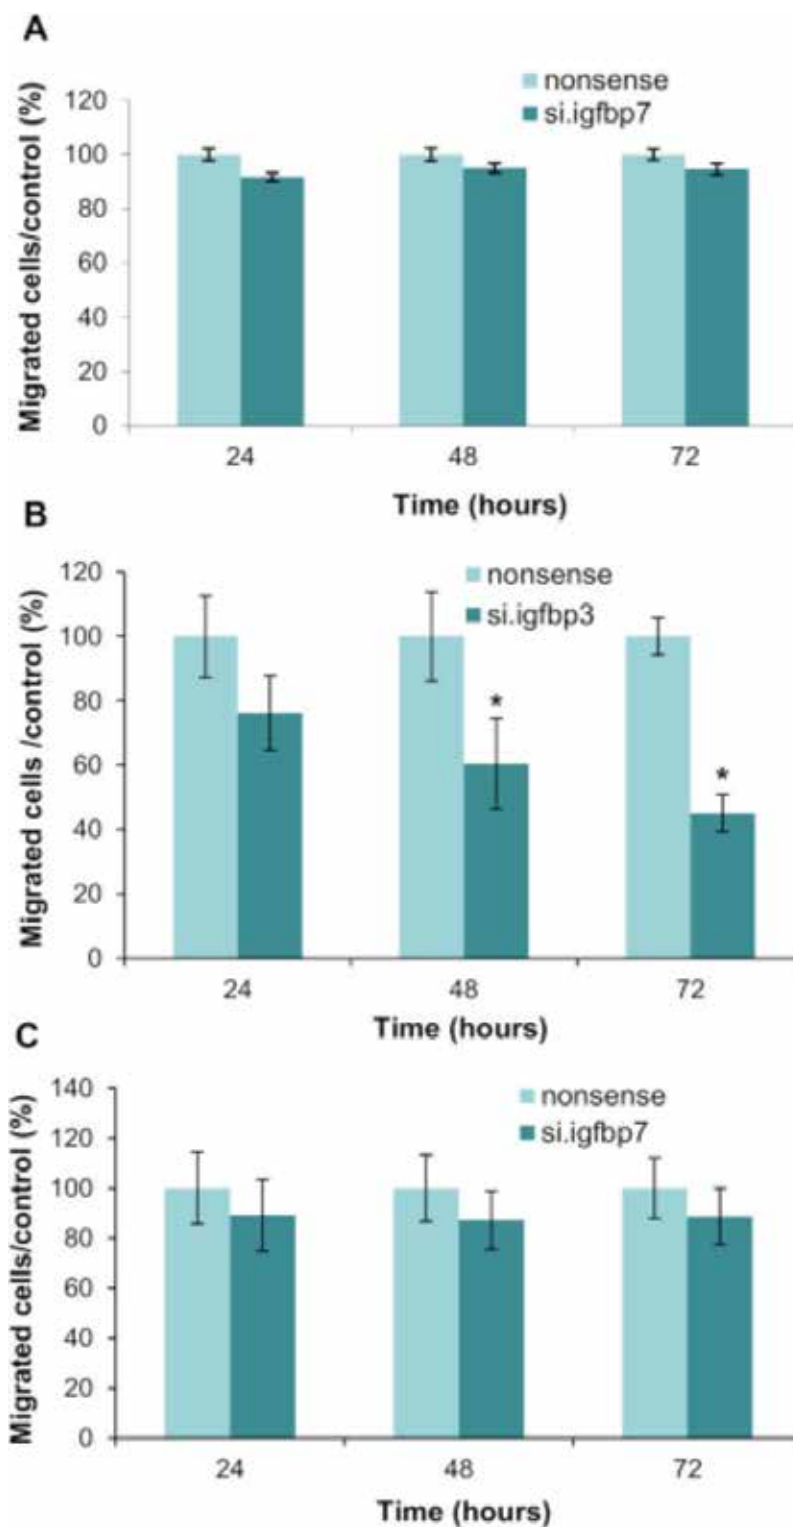 A
Migrated cells/control (%)
nonsense
si.igfbp7
120
100
80
60
40
20
0
24 48 72
Time (hours)
B
Migrated cells /control (%)
nonsense
si.igfbp3
120
100
80
60
40
20
0
*
*
24 48 72
Time (hours)
C
Migrated cells/control (%)
nonsense
si.igfbp7
140
120
100
80
60
40
20
0
24 48 72
Time (hours)